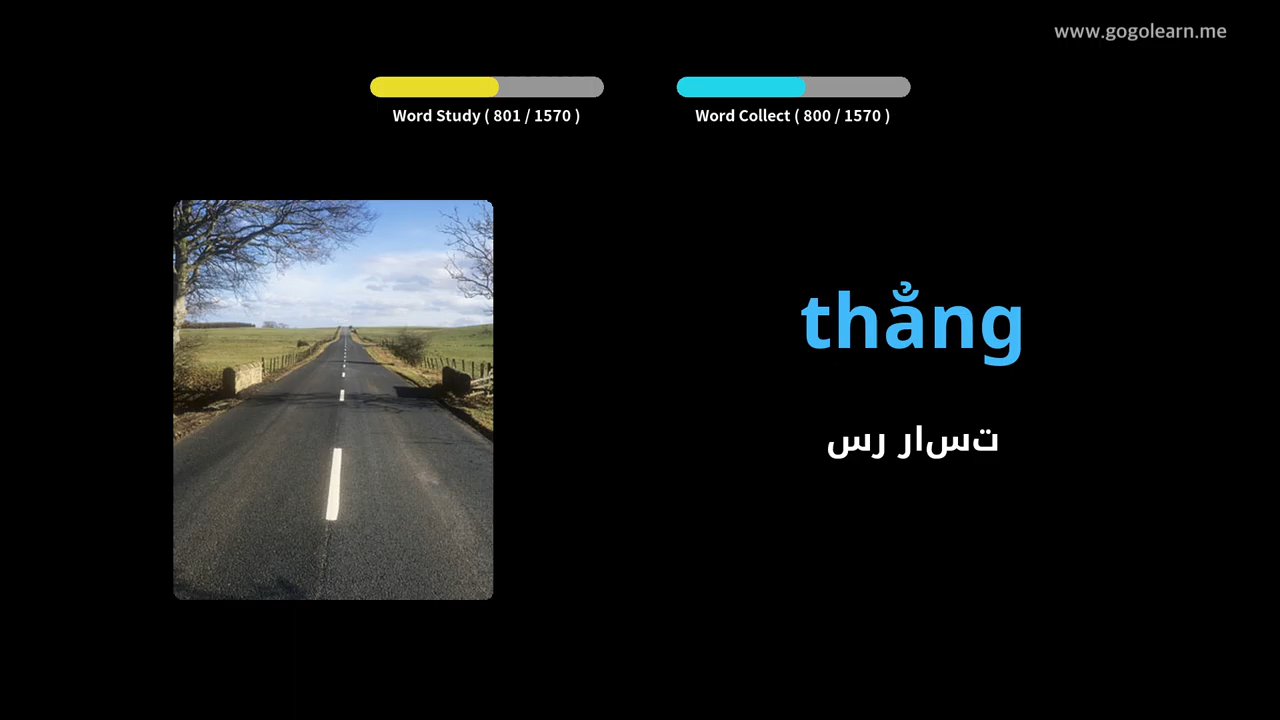 www.gogolearn.me
Word Study ( 801 / 1570 )
Word Collect ( 800 / 1570 )
thẳng
تسار رس